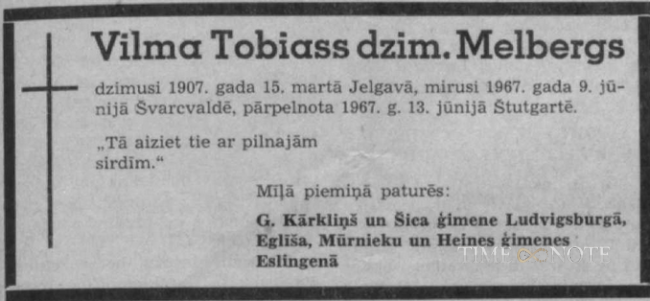 Vilma Tobiass dzim. Melbergs
dzimusi 1907. gada 15. martā Jelgavā, mirusi 1967. gada 9. jū-
nijā Švarcvaldē, pārpelnota 1967. g. 13. jūnijā Štutgartē.
„Tā aiziet tie ar pilnajām
sirdīm.“
Mīļā piemiņā paturēs:
G. Kārkliņš un Šica ģimene Ludvigsburgā,
Eglīša, Mūrnieku un Heines ģimenes
Eslingenā
TIMENOTE